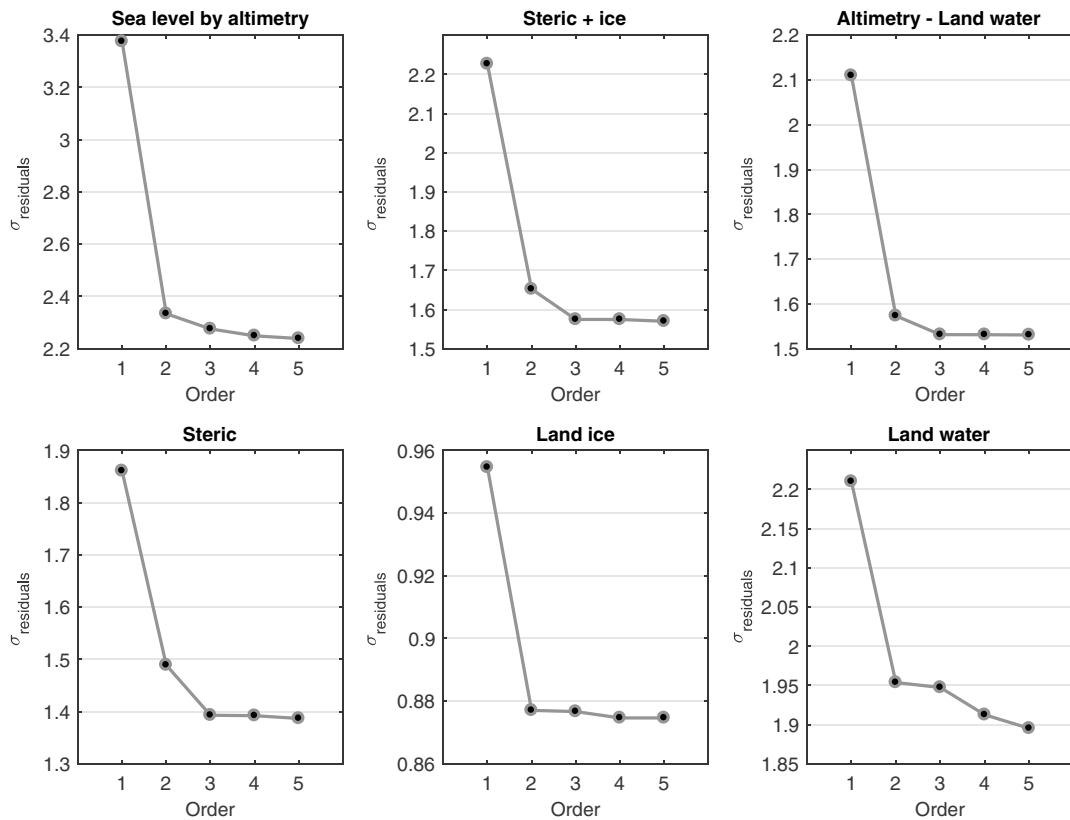 Sea level by altimetry
3.4
3.2
3
2.8
2.6
2.4
2.2
σresiduals
1 2 3 4 5
Order
Steric + ice
2.2
2.1
2
1.9
1.8
1.7
1.6
1.5
σresiduals
1 2 3 4 5
Order
Altimetry - Land water
2.2
2.1
2
1.9
1.8
1.7
1.6
1.5
σresiduals
1 2 3 4 5
Order
Steric
1.9
1.8
1.7
1.6
1.5
1.4
1.3
σresiduals
1 2 3 4 5
Order
Land ice
0.96
0.94
0.92
0.9
0.88
0.86
σresiduals
1 2 3 4 5
Order
Land water
2.2
2.15
2.1
2.05
2
1.95
1.9
1.85
σresiduals
1 2 3 4 5
Order